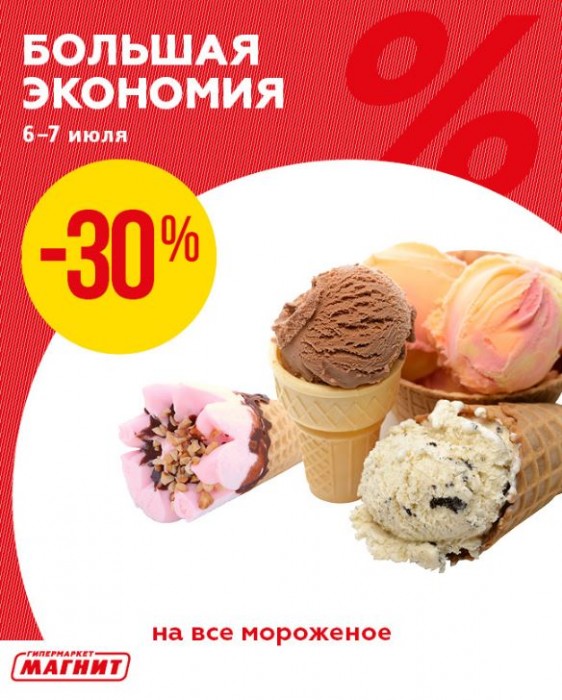 БОЛЬШАЯ
ЭКОНОМИЯ
6–7 июля
-30%
на все мороженое
ГИПЕРМАРКЕТ
МАГНИТ